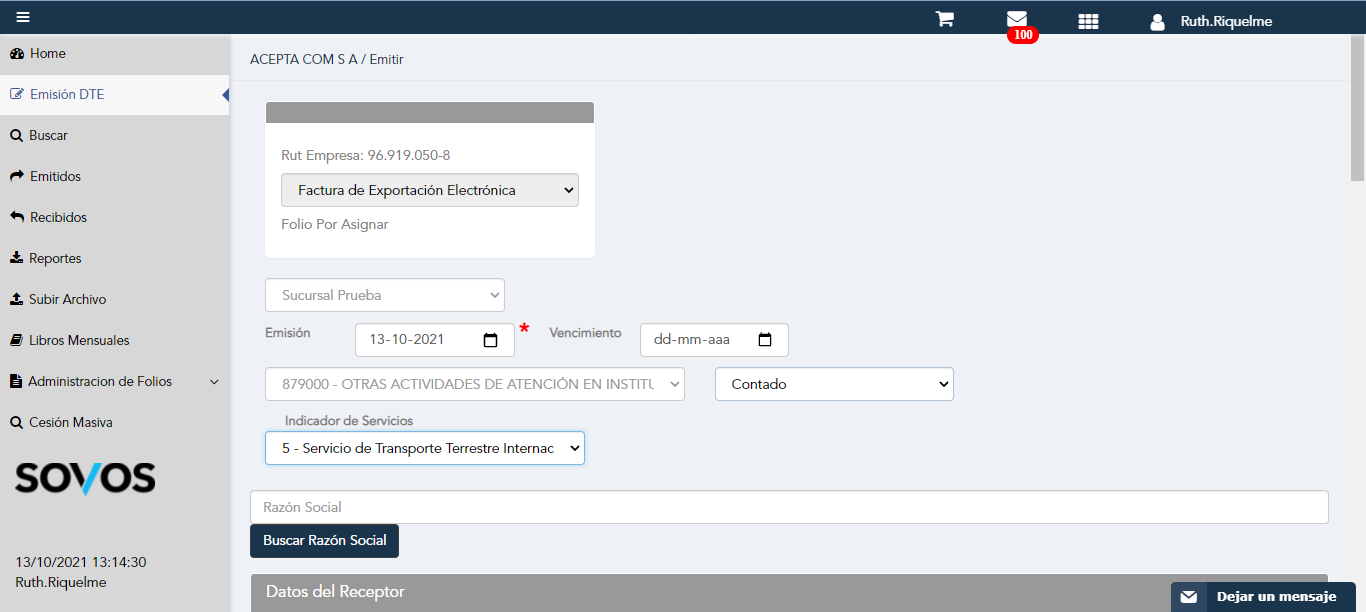 100
Ruth.Riquelme
Home
Emisión DTE
Buscar
Emitidos
Recibidos
Reportes
Subir Archivo
Libros Mensuales
Administracion de Folios
Cesión Masiva
SOVOS
13/10/2021 13:14:30
Ruth.Riquelme
ACEPTA COM S A / Emitir
Rut Empresa: 96.919.050-8
Factura de Exportación Electrónica
Folio Por Asignar
Sucursal Prueba
Emisión 13-10-2021 * Vencimiento dd-mm-aaa
879000 - OTRAS ACTIVIDADES DE ATENCIÓN EN INSTITU Contado
Indicador de Servicios
5 - Servicio de Transporte Terrestre Internac
Razón Social
Buscar Razón Social
Datos del Receptor
Dejar un mensaje